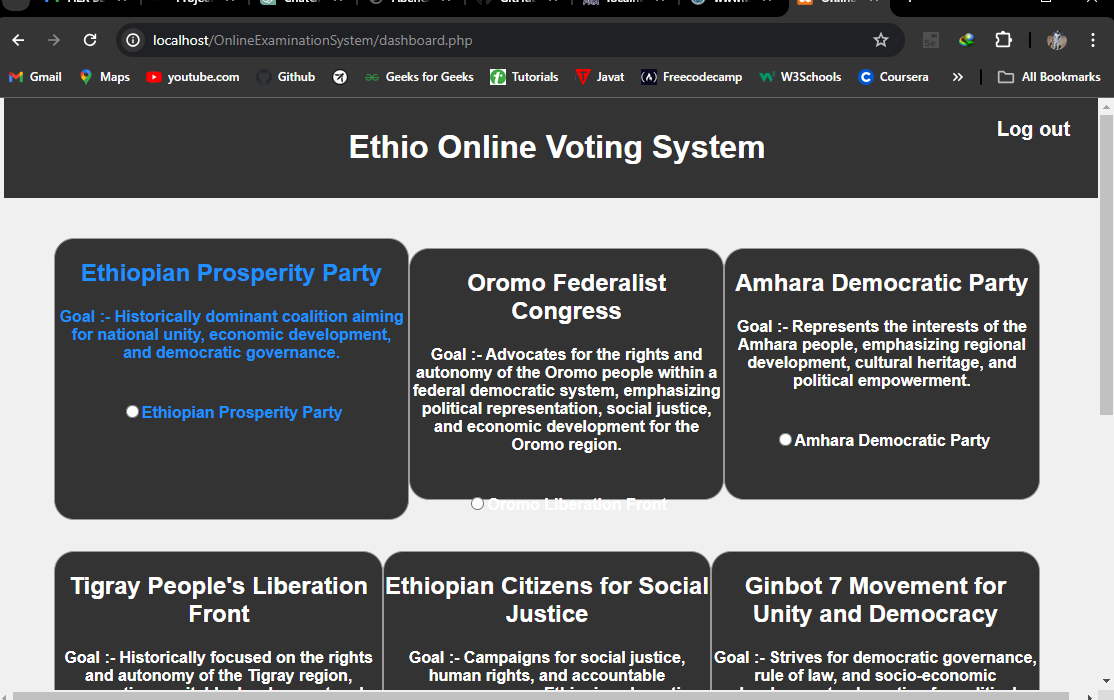 localhost/OnlineExaminationSystem/dashboard.php
Gmail Maps youtube.com Github Geeks for Geeks Tutorials Javat Freecodecamp W3Schools Coursera » All Bookmarks
Log out
Ethio Online Voting System
Ethiopian Prosperity Party
Goal :- Historically dominant coalition aiming
for national unity, economic development,
and democratic governance.
Ethiopian Prosperity Party
Oromo Federalist
Congress
Goal :- Advocates for the rights and
autonomy of the Oromo people within a
federal democratic system, emphasizing
political representation, social justice,
and economic development for the
Oromo region.
Oromo Liberation Front
Amhara Democratic Party
Goal :- Represents the interests of the
Amhara people, emphasizing regional
development, cultural heritage, and
political empowerment.
Amhara Democratic Party
Tigray People's Liberation
Front
Goal :- Historically focused on the rights
and autonomy of the Tigray region,
Ethiopian Citizens for Social
Justice
Goal :- Campaigns for social justice,
human rights, and accountable
Ginbot 7 Movement for
Unity and Democracy
Goal :- Strives for democratic governance,
rule of law, and socio-economic